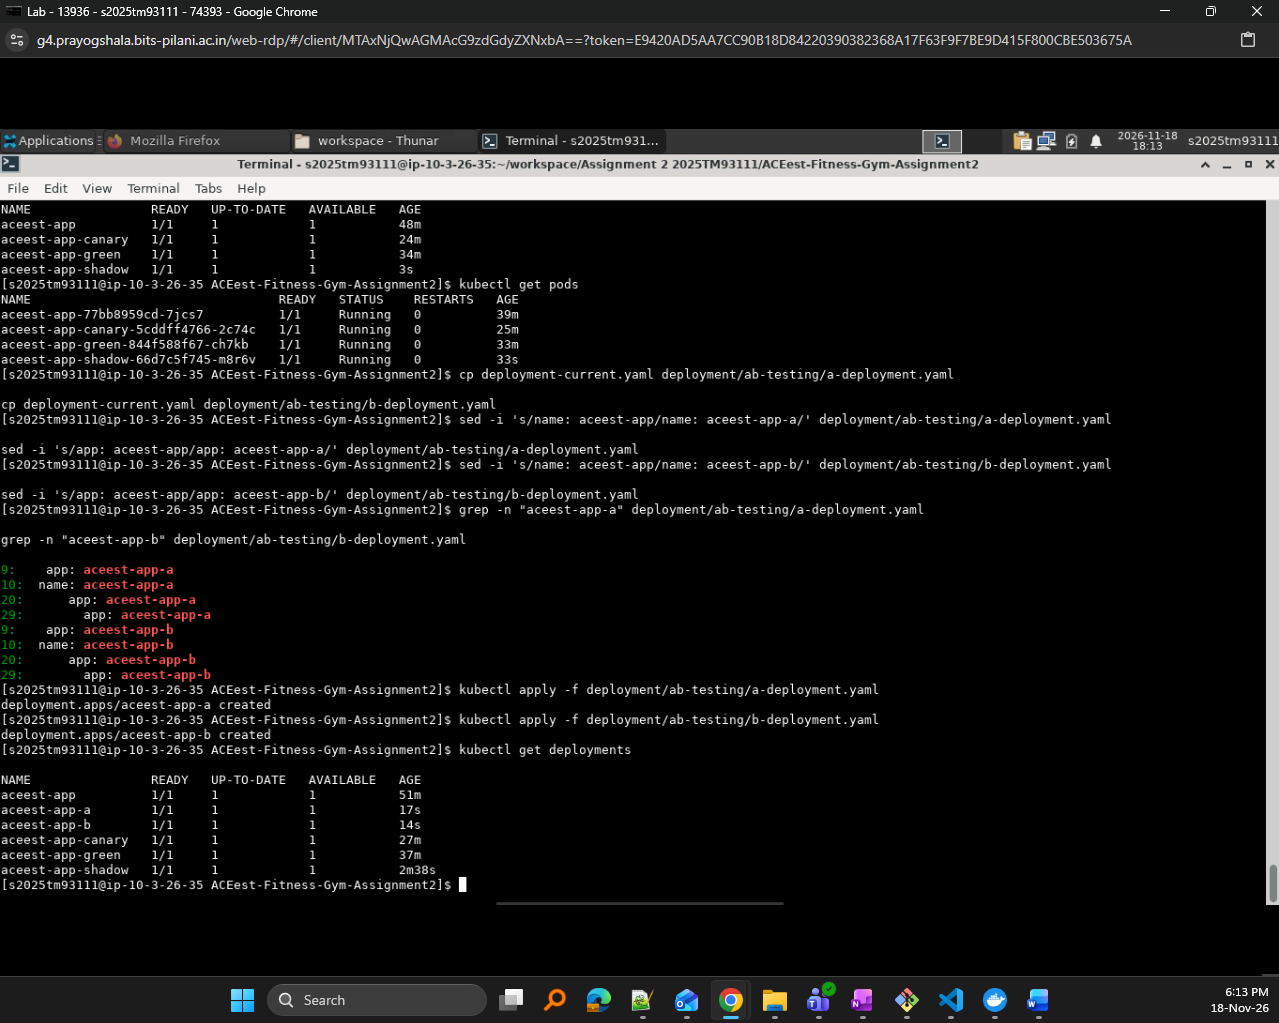 Lab - 13936 - s2025tm93111 - 74393 - Google Chrome
g4.prayogshala.bits-pilani.ac.in/web-rdp/#/client/MTAxNjQwAGMAcG9zdGdyZXNxbA==?token=E9420AD5AA7CC90B18D84220390382368A17F63F9F7BE9D415F800CBE503675A
Applications Mozilla Firefox workspace - Thunar Terminal - s2025tm931... 2026-11-18 18:13 s2025tm93111
Terminal - s2025tm93111@ip-10-3-26-35:~/workspace/Assignment 2 2025TM93111/ACEest-Fitness-Gym-Assignment2
File Edit View Terminal Tabs Help
NAME READY UP-TO-DATE AVAILABLE AGE
aceest-app 1/1 1 1 48m
aceest-app-canary 1/1 1 1 24m
aceest-app-green 1/1 1 1 34m
aceest-app-shadow 1/1 1 1 3s
[s2025tm93111@ip-10-3-26-35 ACEest-Fitness-Gym-Assignment2]$ kubectl get pods
NAME READY STATUS RESTARTS AGE
aceest-app-77bb8959cd-7jcs7 1/1 Running 0 39m
aceest-app-canary-5cddff4766-2c74c 1/1 Running 0 25m
aceest-app-green-844f588f67-ch7kb 1/1 Running 0 33m
aceest-app-shadow-66d7c5f745-m8r6v 1/1 Running 0 33s
[s2025tm93111@ip-10-3-26-35 ACEest-Fitness-Gym-Assignment2]$ cp deployment-current.yaml deployment/ab-testing/a-deployment.yaml
cp deployment-current.yaml deployment/ab-testing/b-deployment.yaml
[s2025tm93111@ip-10-3-26-35 ACEest-Fitness-Gym-Assignment2]$ sed -i 's/name: aceest-app/name: aceest-app-a/' deployment/ab-testing/a-deployment.yaml
sed -i 's/app: aceest-app/app: aceest-app-a/' deployment/ab-testing/a-deployment.yaml
[s2025tm93111@ip-10-3-26-35 ACEest-Fitness-Gym-Assignment2]$ sed -i 's/name: aceest-app/name: aceest-app-b/' deployment/ab-testing/b-deployment.yaml
sed -i 's/app: aceest-app/app: aceest-app-b/' deployment/ab-testing/b-deployment.yaml
[s2025tm93111@ip-10-3-26-35 ACEest-Fitness-Gym-Assignment2]$ grep -n "aceest-app-a" deployment/ab-testing/a-deployment.yaml
grep -n "aceest-app-b" deployment/ab-testing/b-deployment.yaml
9: app: aceest-app-a
10: name: aceest-app-a
20: app: aceest-app-a
29: app: aceest-app-a
9: app: aceest-app-b
10: name: aceest-app-b
20: app: aceest-app-b
29: app: aceest-app-b
[s2025tm93111@ip-10-3-26-35 ACEest-Fitness-Gym-Assignment2]$ kubectl apply -f deployment/ab-testing/a-deployment.yaml
deployment.apps/aceest-app-a created
[s2025tm93111@ip-10-3-26-35 ACEest-Fitness-Gym-Assignment2]$ kubectl apply -f deployment/ab-testing/b-deployment.yaml
deployment.apps/aceest-app-b created
[s2025tm93111@ip-10-3-26-35 ACEest-Fitness-Gym-Assignment2]$ kubectl get deployments
NAME READY UP-TO-DATE AVAILABLE AGE
aceest-app 1/1 1 1 51m
aceest-app-a 1/1 1 1 17s
aceest-app-b 1/1 1 1 14s
aceest-app-canary 1/1 1 1 27m
aceest-app-green 1/1 1 1 37m
aceest-app-shadow 1/1 1 1 2m38s
[s2025tm93111@ip-10-3-26-35 ACEest-Fitness-Gym-Assignment2]$
Search
6:13 PM
18-Nov-26